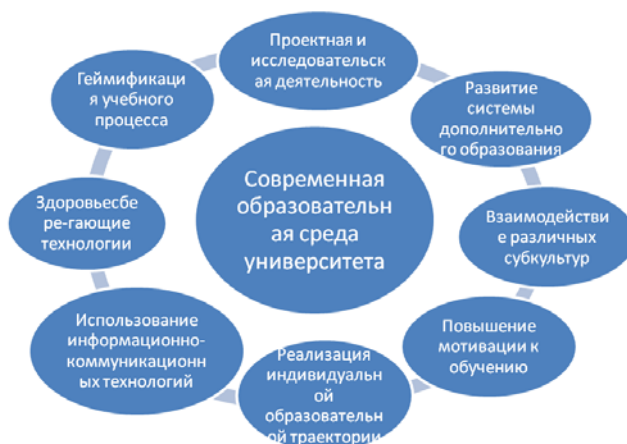 Проектная и
исследовательск
ая деятельность
Развитие
системы
дополнительно
го образования
Взаимодействи
е различных
субкультур
Повышение
мотивации к
обучению
Реализация
индивидуальн
ой
образовательн
ой траектории
Использование
информационно-
коммуникационн
ых технологий
Здоровьесбе
ре-гающие
технологии
Геймификаци
я учебного
процесса
Современная
образовательн
ая среда
университета